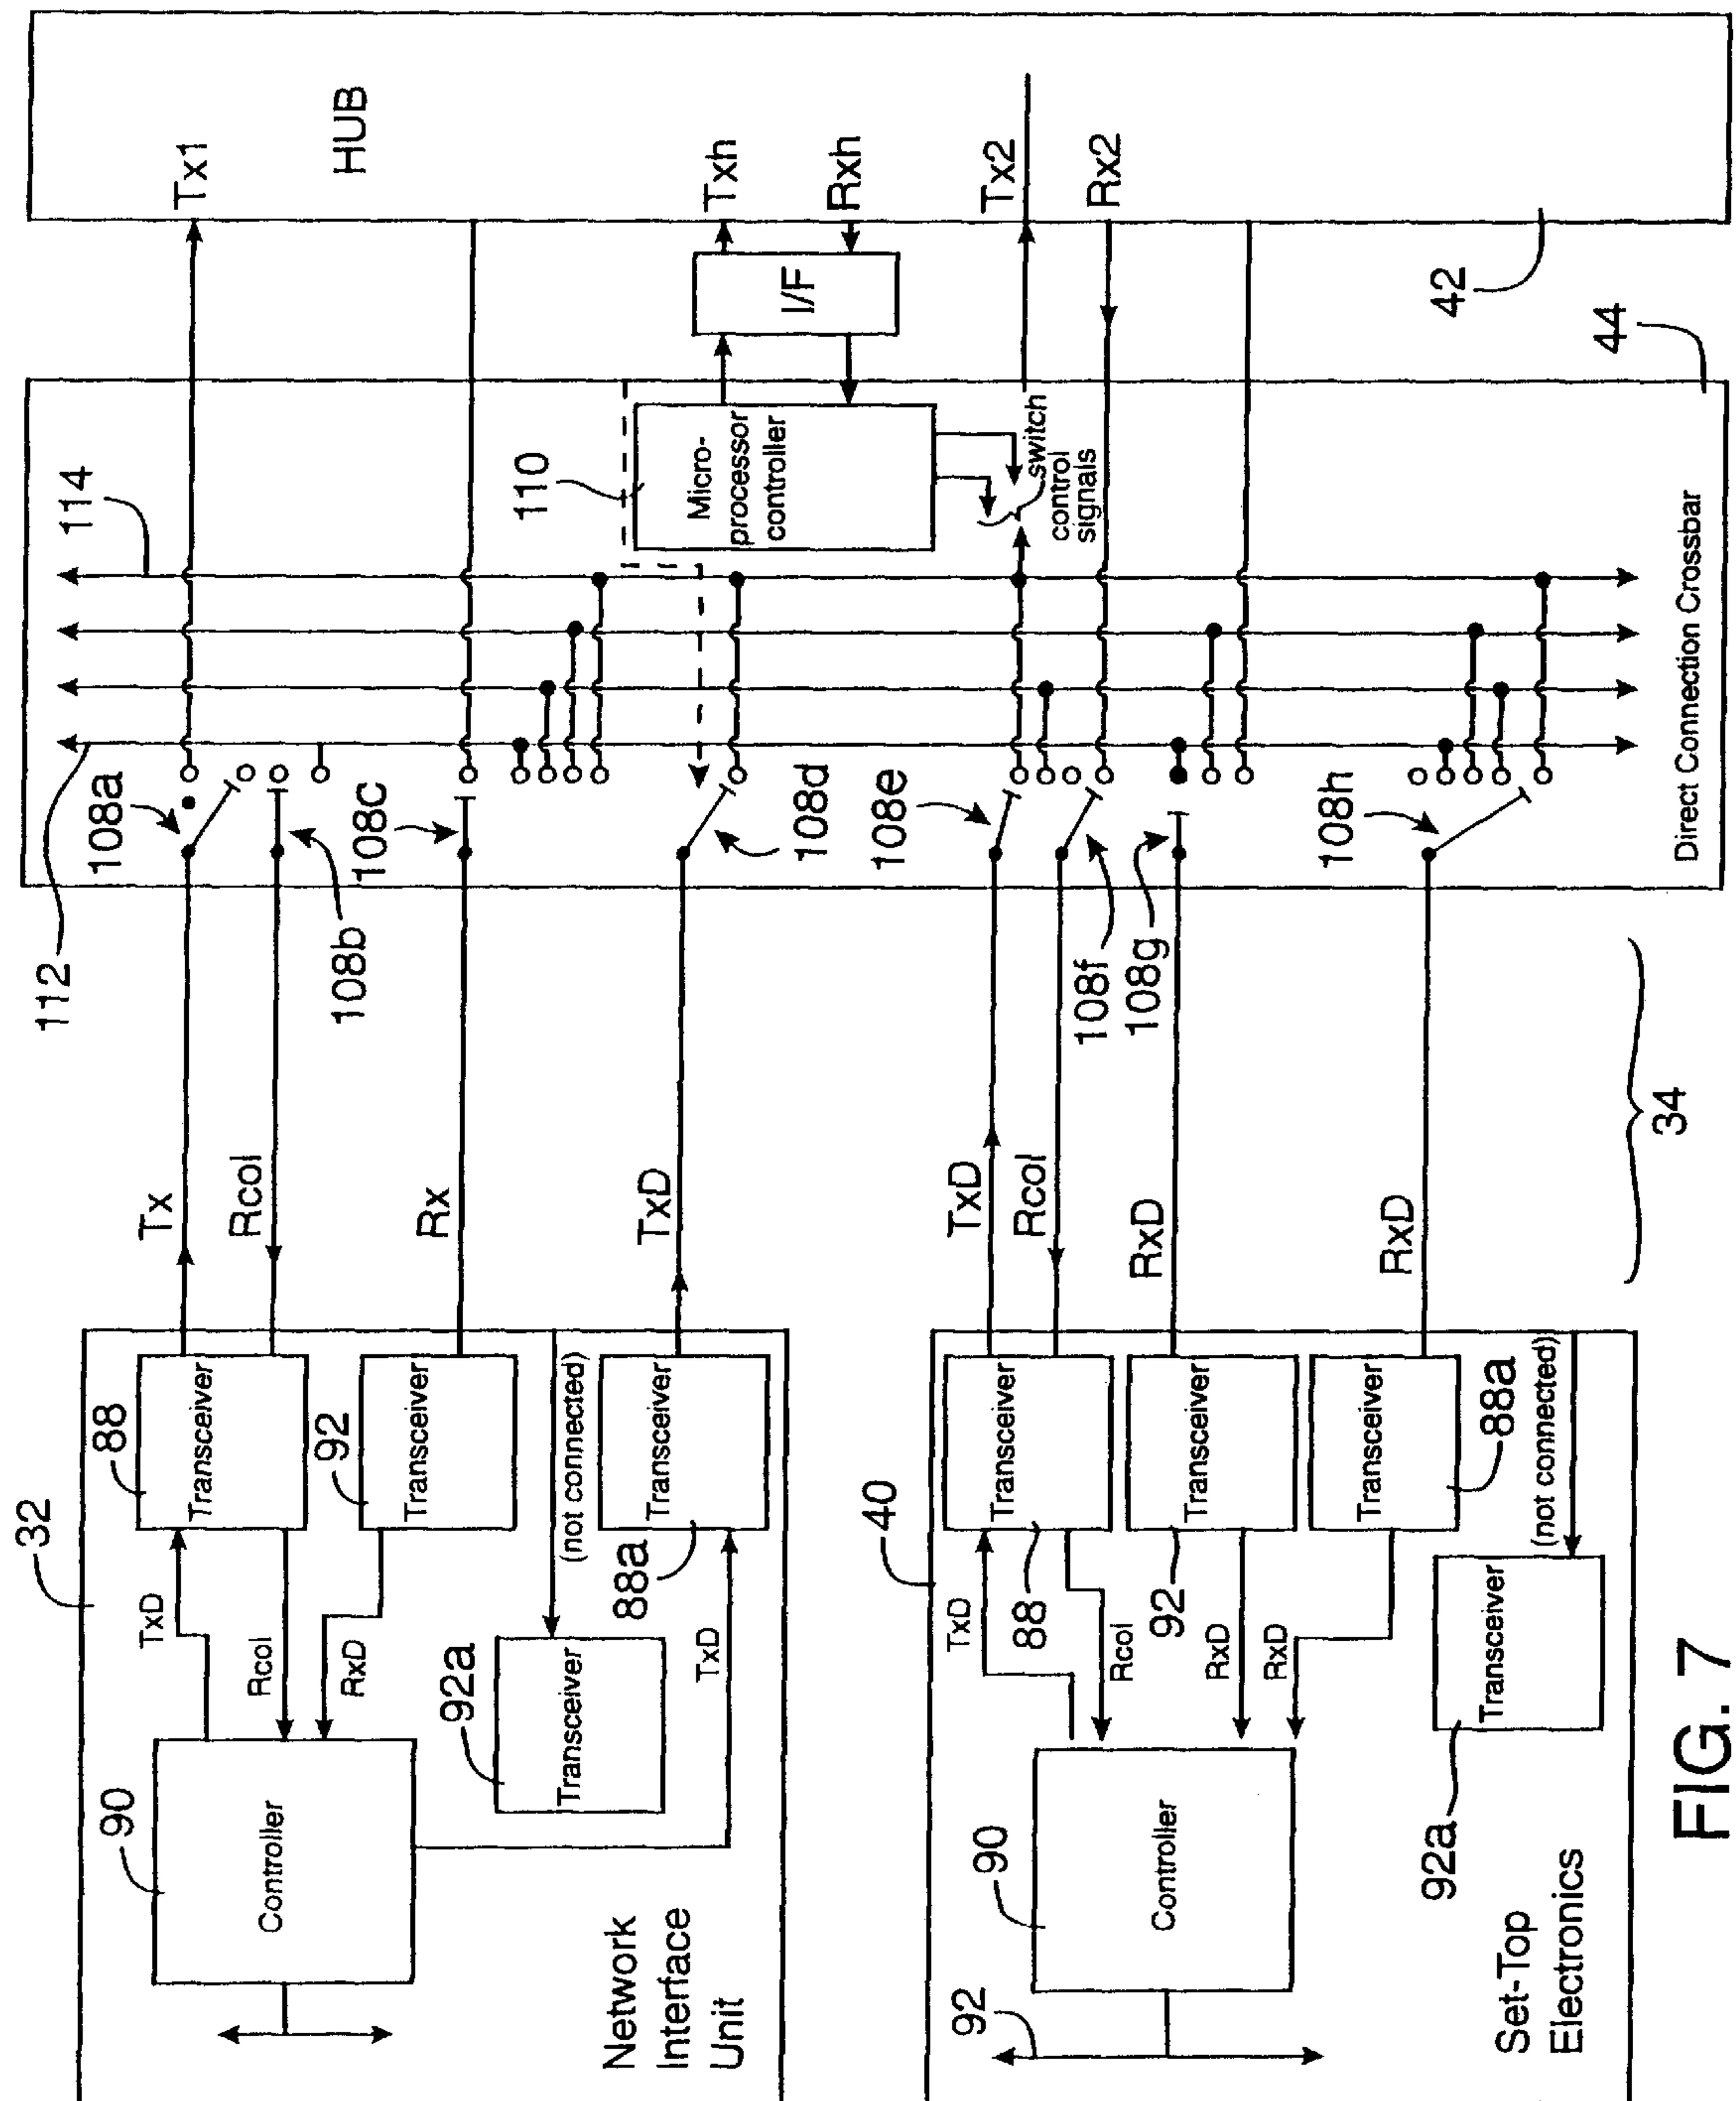 HUB
Tx1
Txh
Rxh
Tx2
Rx2
42
I/F
44
114
110
Micro-
processor
controller
switch
control
signals
Direct Connection Crossbar
112
108a
108b
108c
108d
108e
108f
108g
108h
34
Tx
Rcol
Rx
TxD
TxD
Rcol
RxD
RxD
32
88
Transceiver
92
Transceiver
(not connected)
Transceiver
88a
TxD
Rcol
RxD
92a
Transceiver
TxD
90
Controller
Network
Interface
Unit
40
Transceiver
88
Transceiver
92
Transceiver
88a
(not connected)
TxD
Rcol
RxD
RxD
Transceiver
92a
90
Controller
92
Set-Top
Electronics
FIG. 7